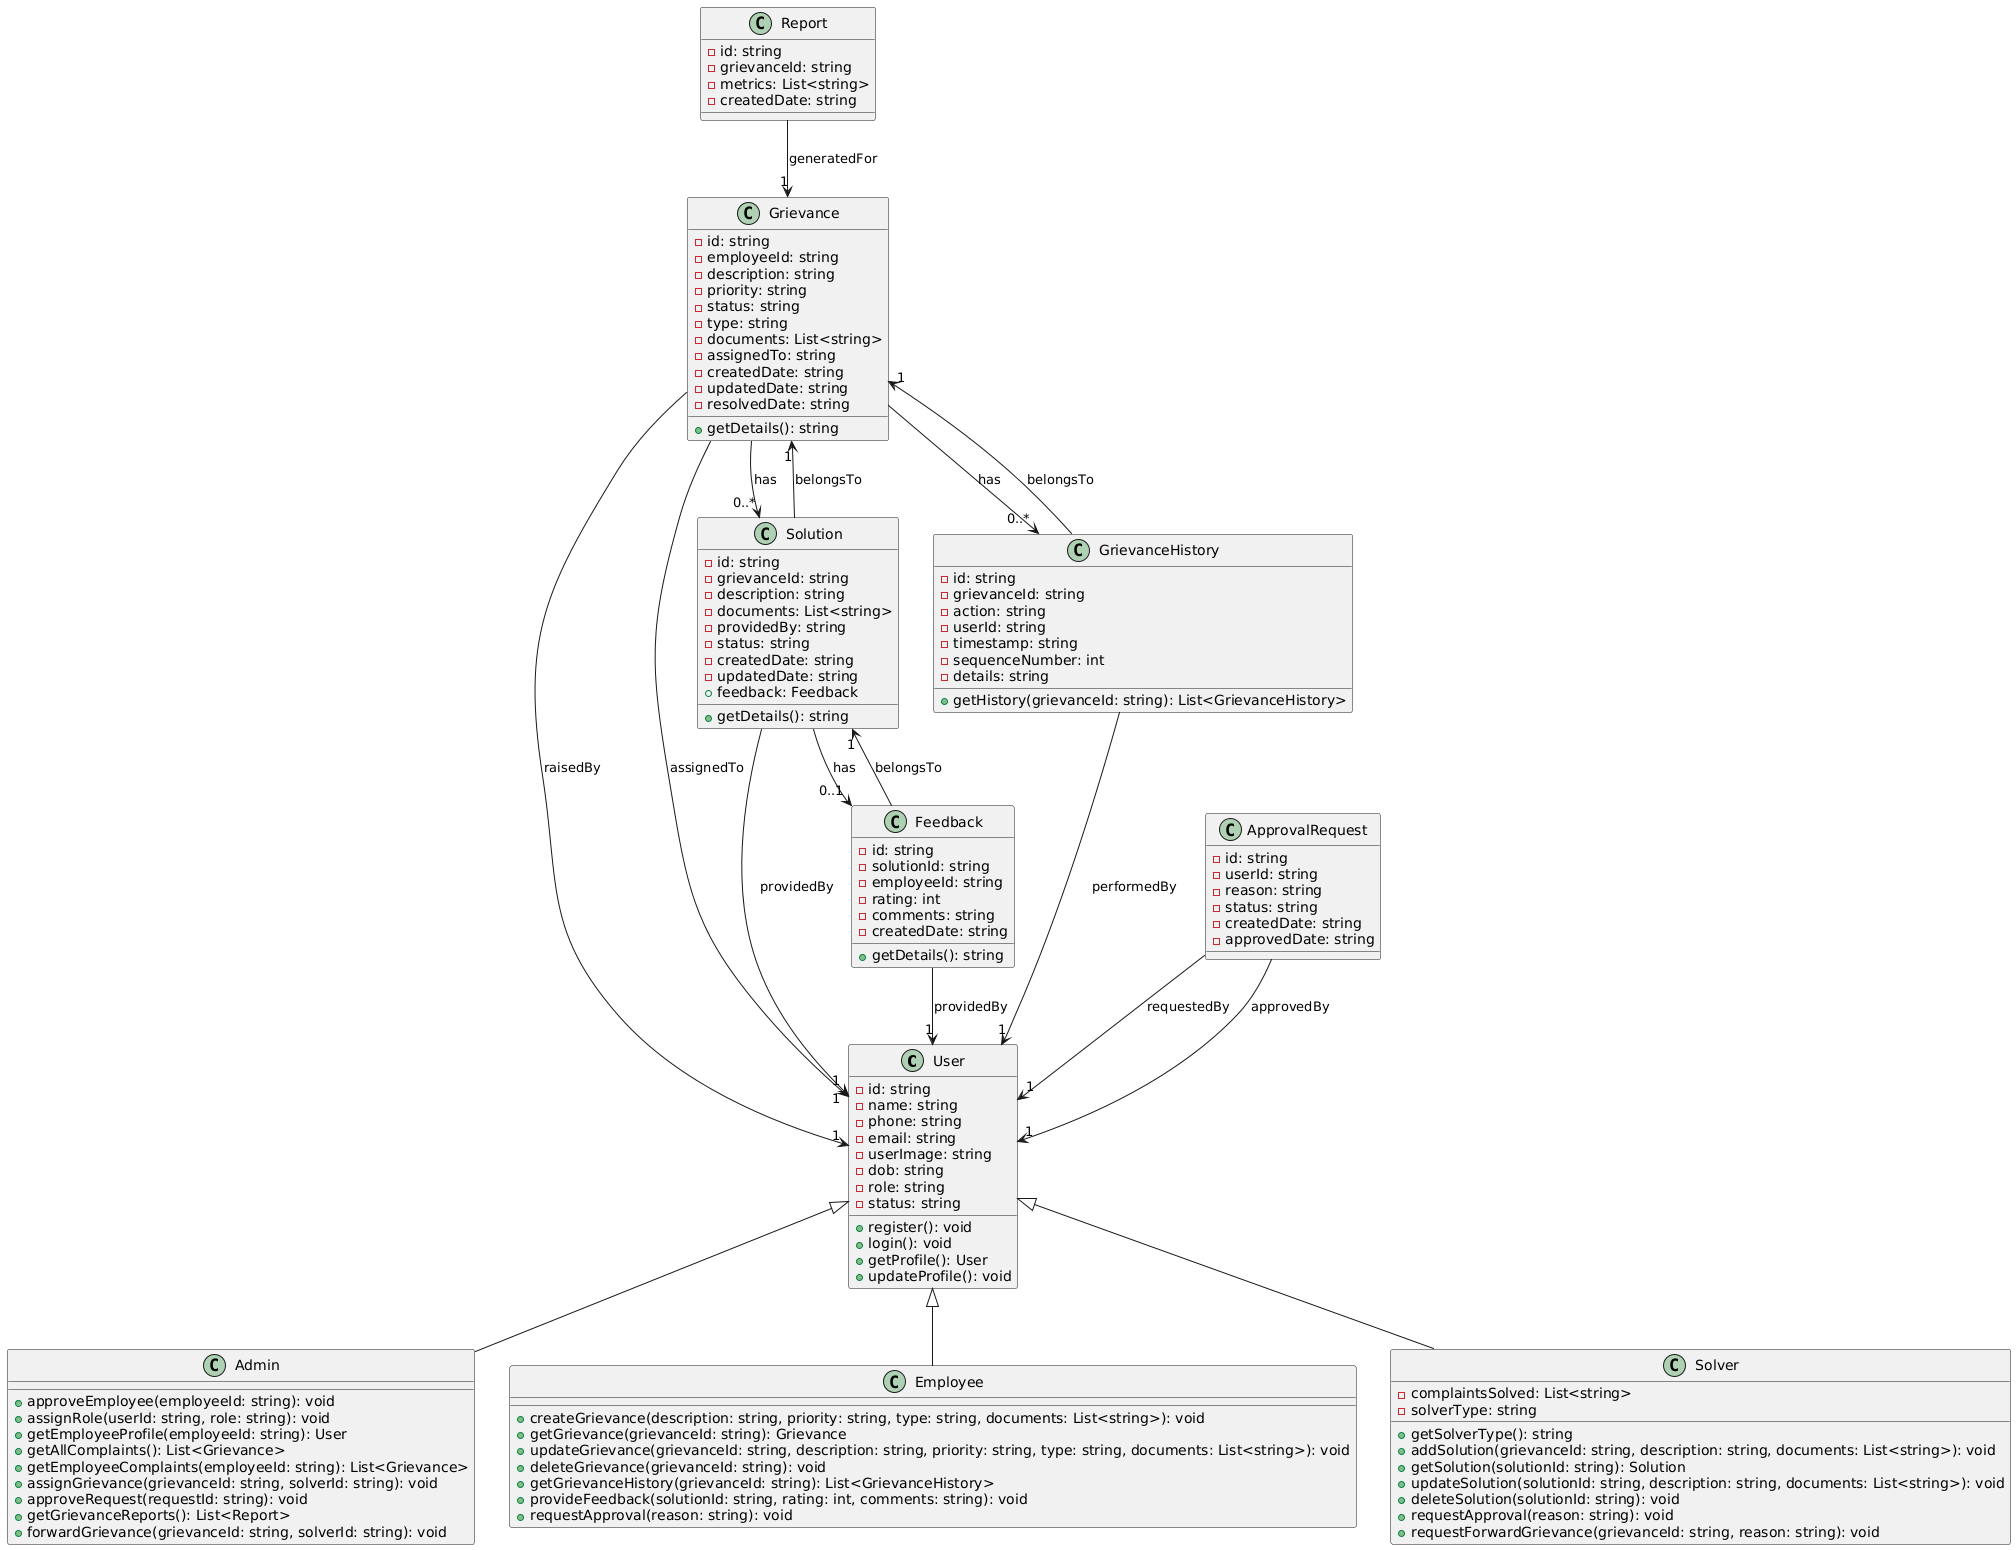 C Report
id: string
grievanceId: string
metrics: List<string>
createdDate: string
generatedFor
1
C Grievance
id: string
employeeId: string
description: string
priority: string
status: string
type: string
documents: List<string>
assignedTo: string
createdDate: string
updatedDate: string
resolvedDate: string
getDetails(): string
1
1
has
belongsTo
has
belongsTo
0..*
0..*
C Solution
id: string
grievanceId: string
description: string
documents: List<string>
providedBy: string
status: string
createdDate: string
updatedDate: string
feedback: Feedback
getDetails(): string
C GrievanceHistory
id: string
grievanceId: string
action: string
userId: string
timestamp: string
sequenceNumber: int
details: string
getHistory(grievanceId: string): List<GrievanceHistory>
1
raisedBy
assignedTo
has
belongsTo
0..1
C Feedback
id: string
solutionId: string
employeeId: string
rating: int
comments: string
createdDate: string
getDetails(): string
C ApprovalRequest
id: string
userId: string
reason: string
status: string
createdDate: string
approvedDate: string
providedBy
performedBy
providedBy
requestedBy
approvedBy
1
1
1
1
1
1
1
C User
id: string
name: string
phone: string
email: string
userImage: string
dob: string
role: string
status: string
register(): void
login(): void
getProfile(): User
updateProfile(): void
C Admin
approveEmployee(employeeId: string): void
assignRole(userId: string, role: string): void
getEmployeeProfile(employeeId: string): User
getAllComplaints(): List<Grievance>
getEmployeeComplaints(employeeId: string): List<Grievance>
assignGrievance(grievanceId: string, solverId: string): void
approveRequest(requestId: string): void
getGrievanceReports(): List<Report>
forwardGrievance(grievanceId: string, solverId: string): void
C Employee
createGrievance(description: string, priority: string, type: string, documents: List<string>): void
getGrievance(grievanceId: string): Grievance
updateGrievance(grievanceId: string, description: string, priority: string, type: string, documents: List<string>): void
deleteGrievance(grievanceId: string): void
getGrievanceHistory(grievanceId: string): List<GrievanceHistory>
provideFeedback(solutionId: string, rating: int, comments: string): void
requestApproval(reason: string): void
C Solver
complaintsSolved: List<string>
solverType: string
getSolverType(): string
addSolution(grievanceId: string, description: string, documents: List<string>): void
getSolution(solutionId: string): Solution
updateSolution(solutionId: string, description: string, documents: List<string>): void
deleteSolution(solutionId: string): void
requestApproval(reason: string): void
requestForwardGrievance(grievanceId: string, reason: string): void